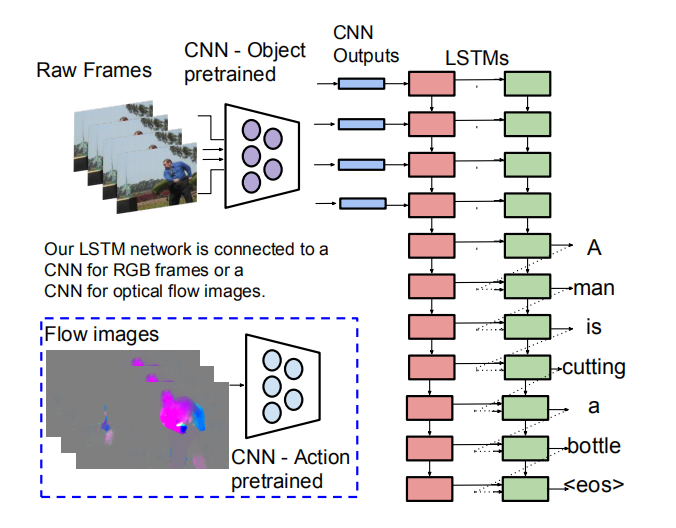 Raw Frames
CNN - Object
pretrained
CNN
Outputs
LSTMs
Our LSTM network is connected to a
CNN for RGB frames or a
CNN for optical flow images.
Flow images
CNN - Action
pretrained
A
man
is
cutting
a
bottle
<eos>